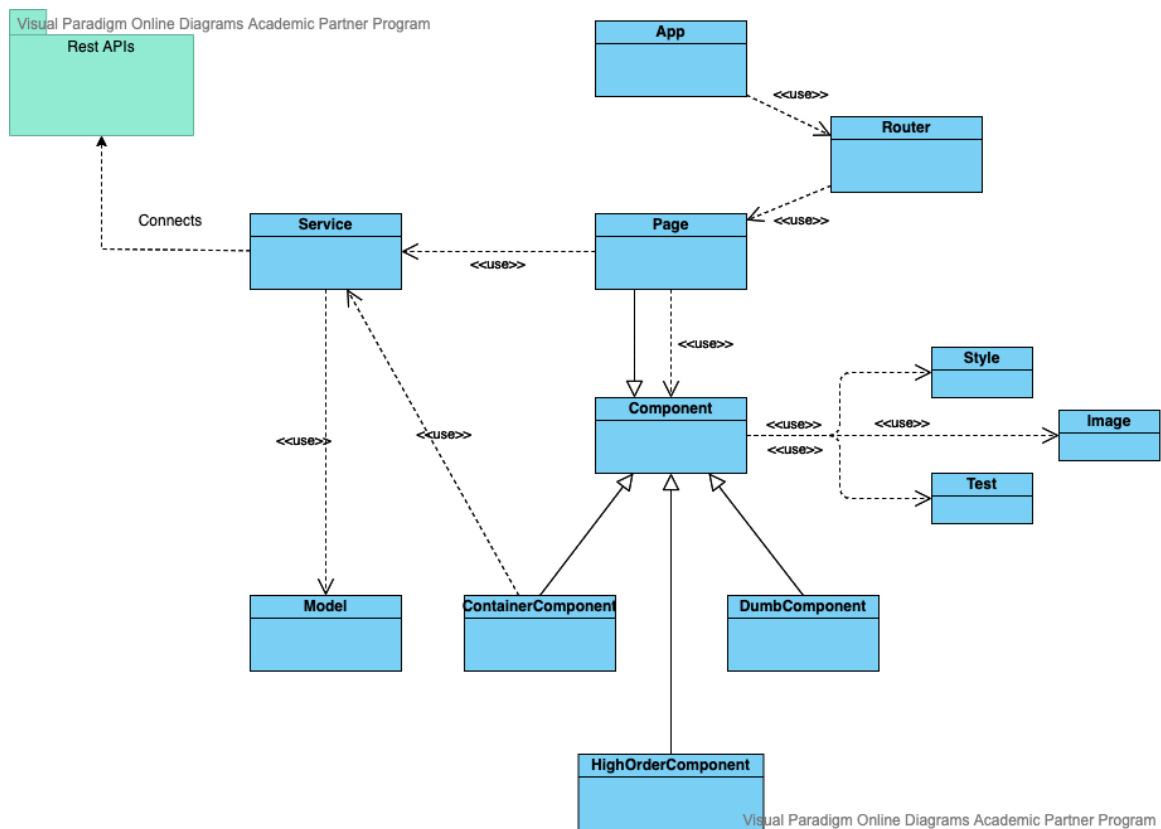 Visual Paradigm Online Diagrams Academic Partner Program
Rest APIs
App
<<use>>
Router
<<use>>
Connects
Service
Page
<<use>>
<<use>>
Style
Component
<<use>>
<<use>>
Image
<<use>>
<<use>>
<<use>>
Test
Model
ContainerComponent
DumbComponent
HighOrderComponent
Visual Paradigm Online Diagrams Academic Partner Program